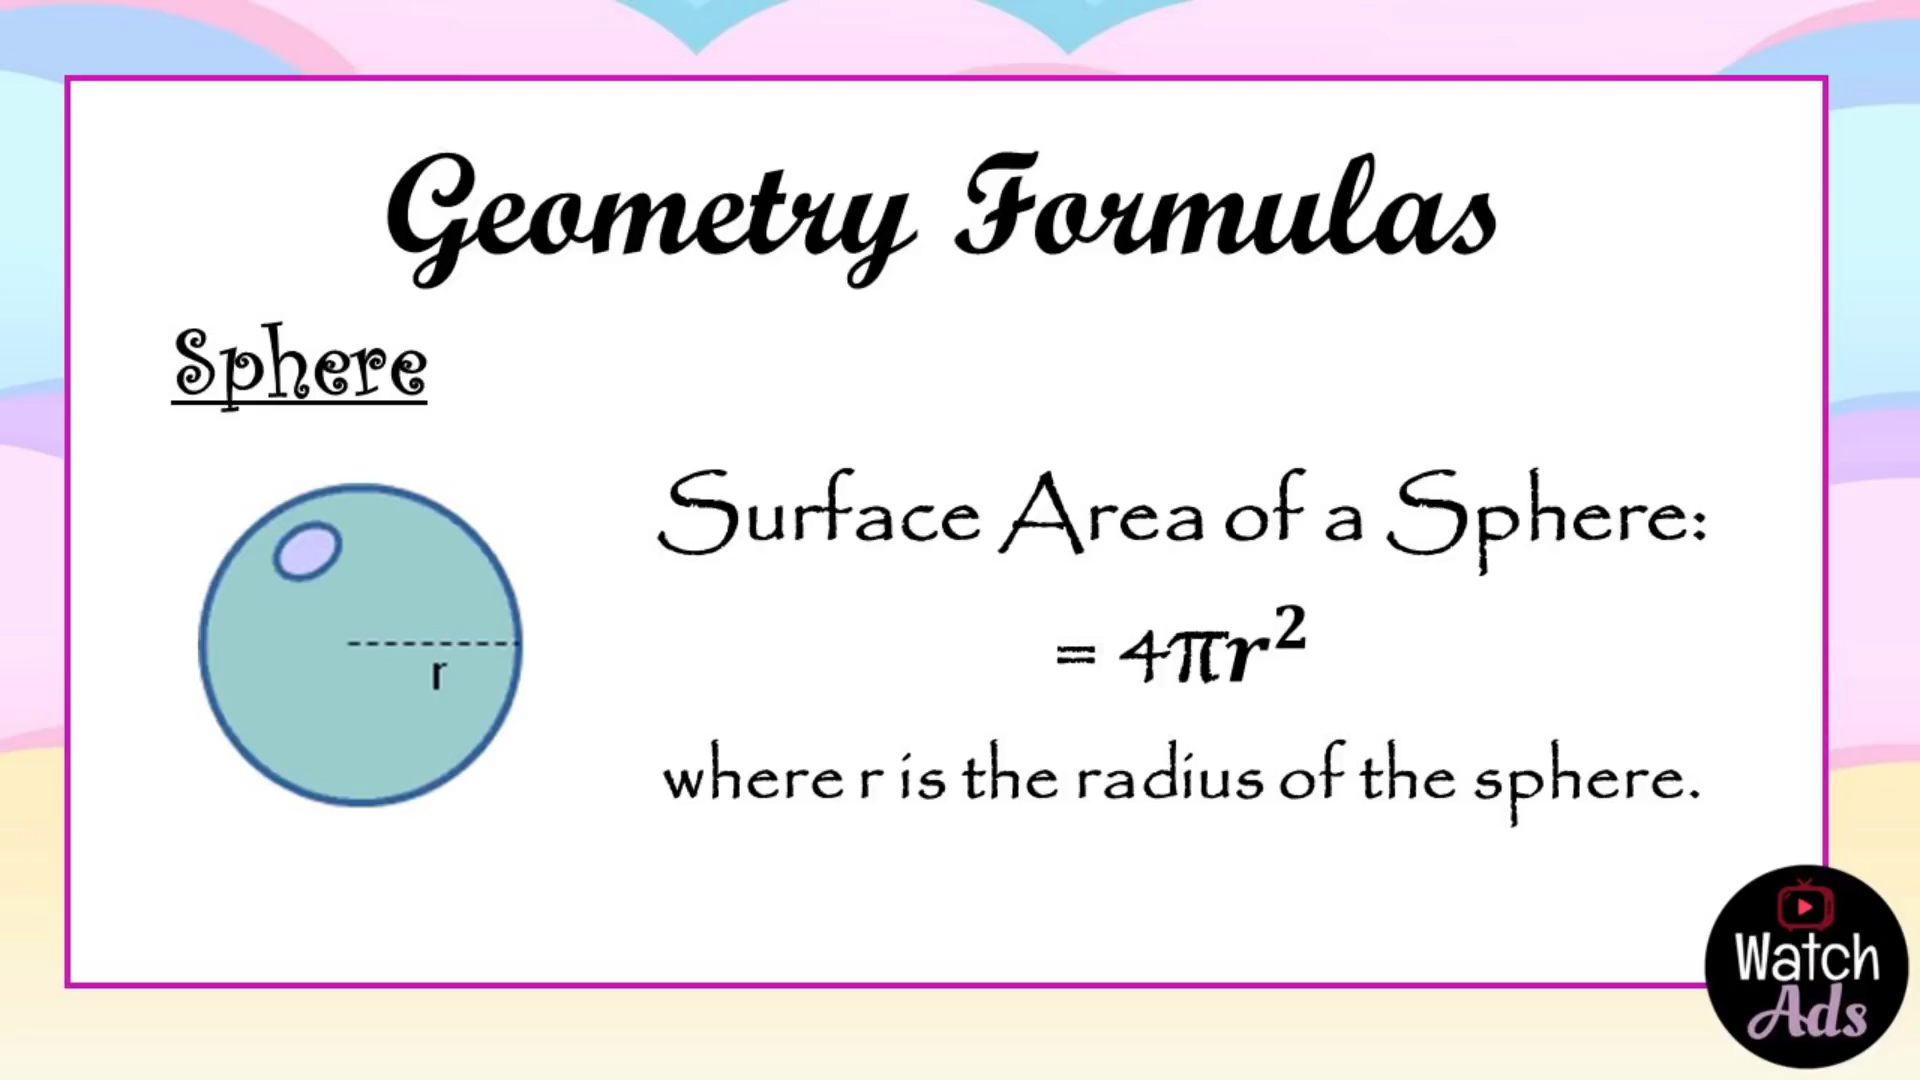 Geometry Formulas
Sphere
Surface Area of a Sphere:
= 4πr²
r
where r is the radius of the sphere.
Watch
Ads